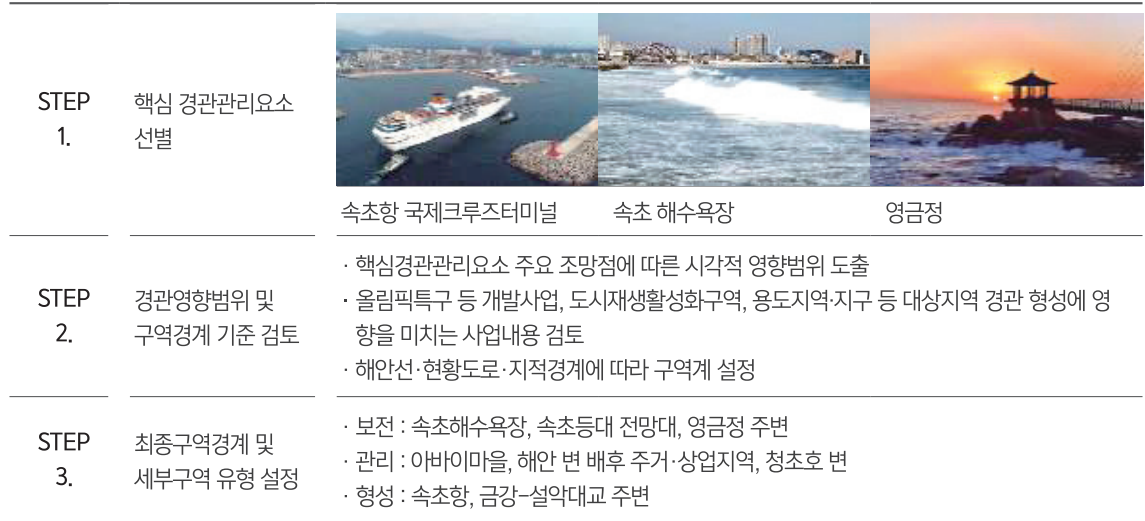 STEP
1.
핵심 경관관리요소
선별
속초항 국제크루즈터미널
속초 해수욕장
영금정
STEP
2.
경관영향범위 및
구역경계 기준 검토
· 핵심경관관리요소 주요 조망점에 따른 시각적 영향범위 도출
· 올림픽특구 등 개발사업, 도시재생활성화구역, 용도지역·지구 등 대상지역 경관 형성에 영
향을 미치는 사업내용 검토
· 해안선·현황도로·지적경계에 따라 구역계 설정
STEP
3.
최종구역경계 및
세부구역 유형 설정
· 보전 : 속초해수욕장, 속초등대 전망대, 영금정 주변
· 관리 : 아바이마을, 해안 변 배후 주거·상업지역, 청초호 변
· 형성 : 속초항, 금강-설악대교 주변